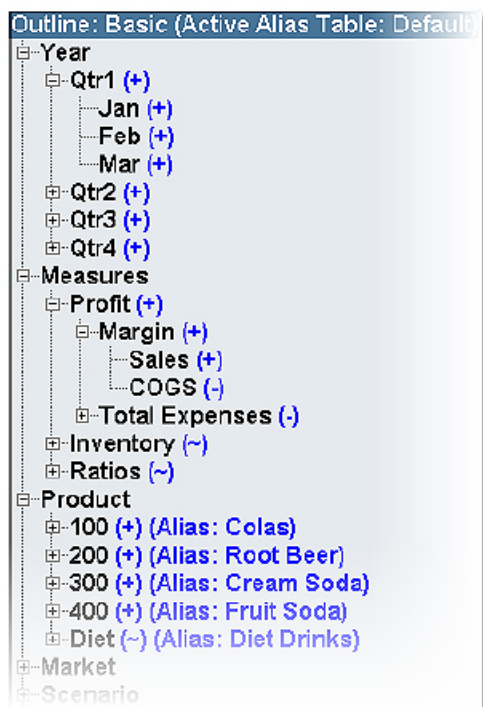 Outline: Basic (Active Alias Table: Default)
Year
Qtr1 (+)
Jan (+)
Feb (+)
Mar (+)
Qtr2 (+)
Qtr3 (+)
Qtr4 (+)
Measures
Profit (+)
Margin (+)
Sales (+)
COGS (-)
Total Expenses (-)
Inventory (~)
Ratios (~)
Product
100 (+) (Alias: Colas)
200 (+) (Alias: Root Beer)
300 (+) (Alias: Cream Soda)
400 (+) (Alias: Fruit Soda)
Diet (~) (Alias: Diet Drinks)
Market
Scenario